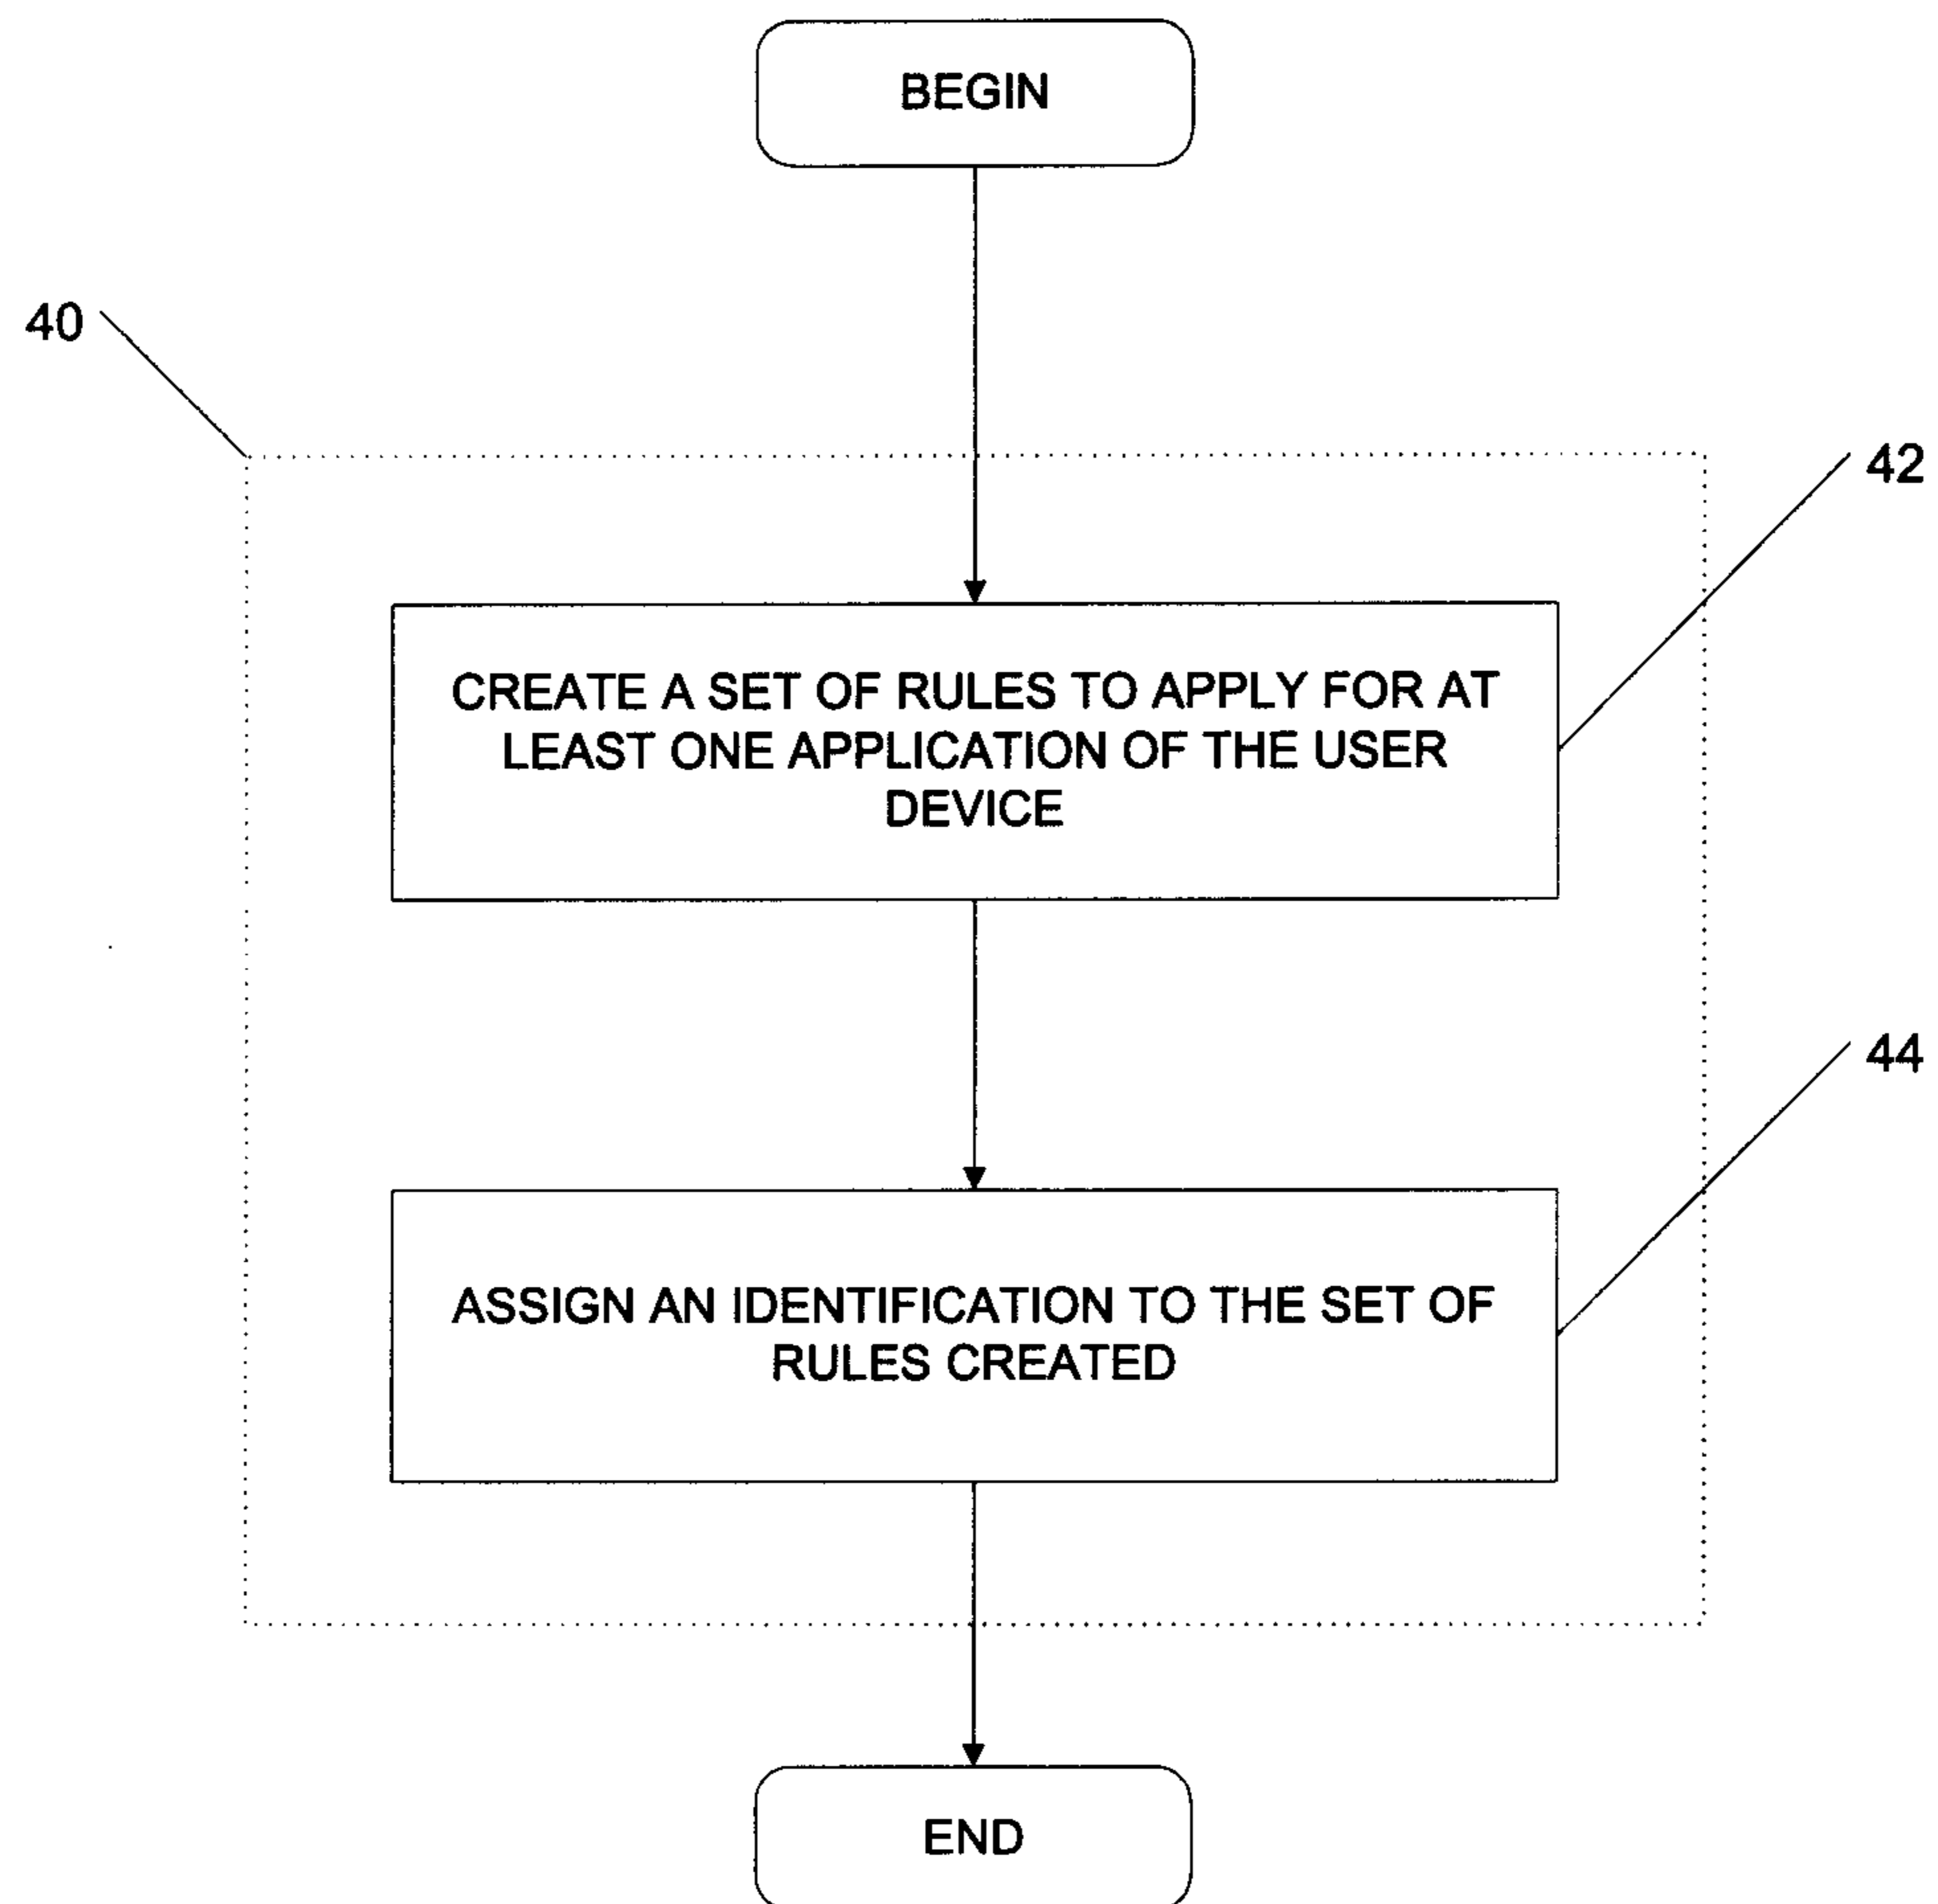 BEGIN
40
42
CREATE A SET OF RULES TO APPLY FOR AT
LEAST ONE APPLICATION OF THE USER
DEVICE
44
ASSIGN AN IDENTIFICATION TO THE SET OF
RULES CREATED
END